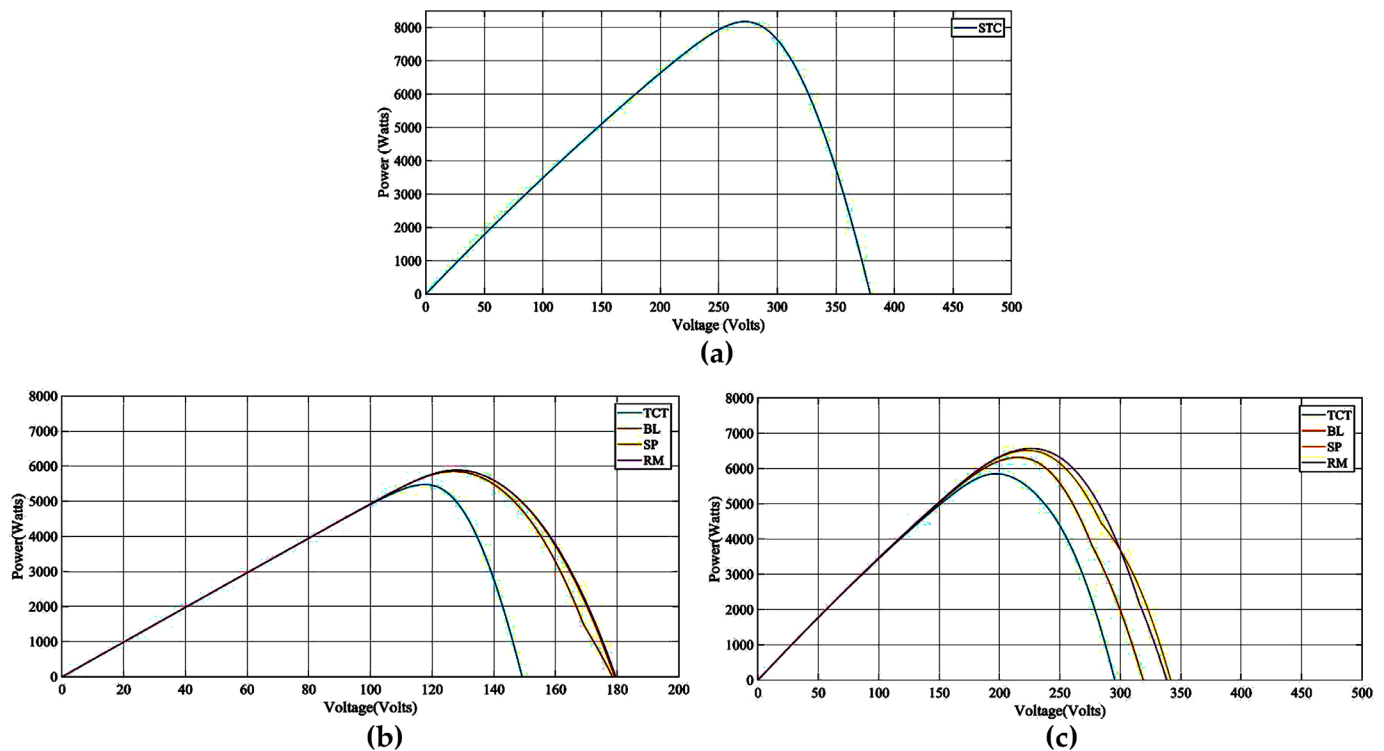 8000
7000
6000
5000
4000
3000
2000
1000
0
Power (Watts)
STC
0 50 100 150 200 250 300 350 400 450 500
Voltage (Volts)
(a)
8000
7000
6000
5000
4000
3000
2000
1000
0
Power(Watts)
TCT
BL
SP
RM
0 20 40 60 80 100 120 140 160 180 200
Voltage(Volts)
(b)
8000
7000
6000
5000
4000
3000
2000
1000
0
Power(Watts)
TCT
BL
SP
RM
0 50 100 150 200 250 300 350 400 450 500
Voltage(Volts)
(c)